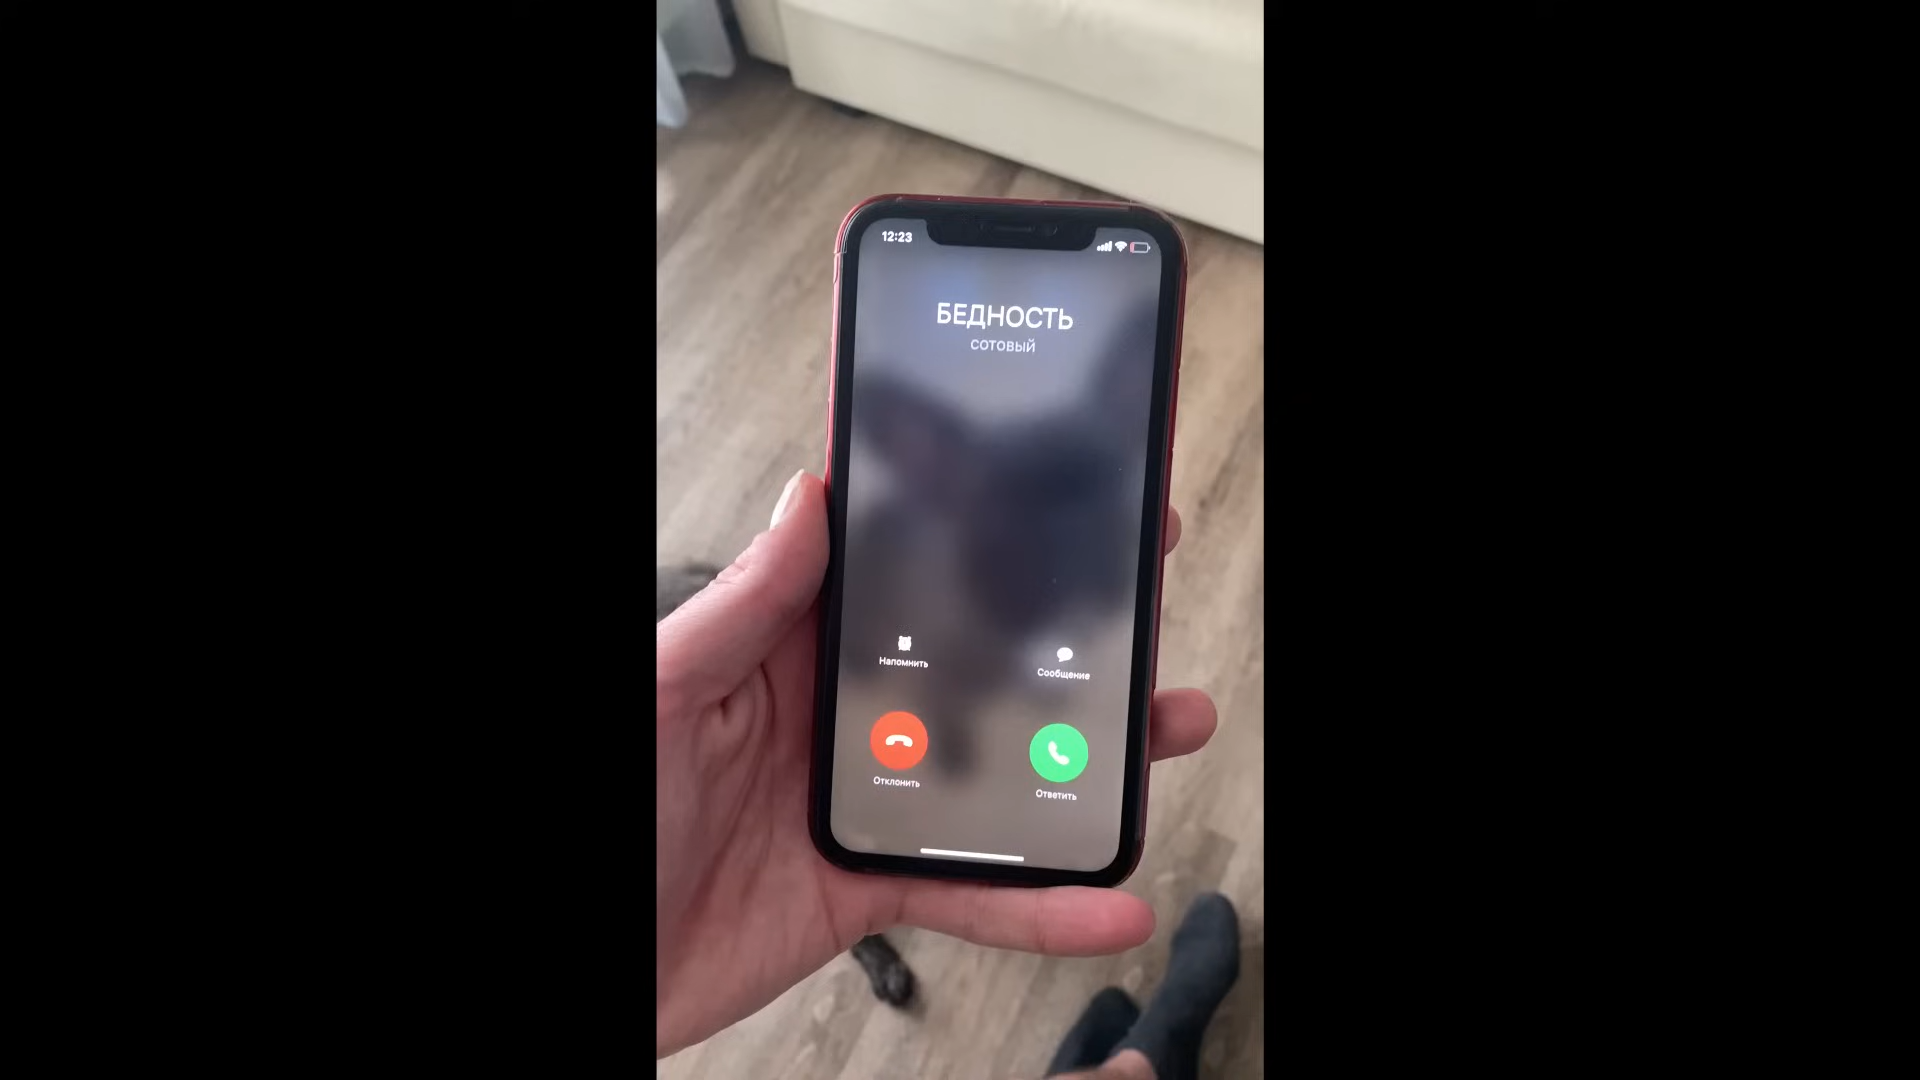 12:23
БЕДНОСТЬ
сотовый
Напомнить
Сообщение
Отклонить
Ответить